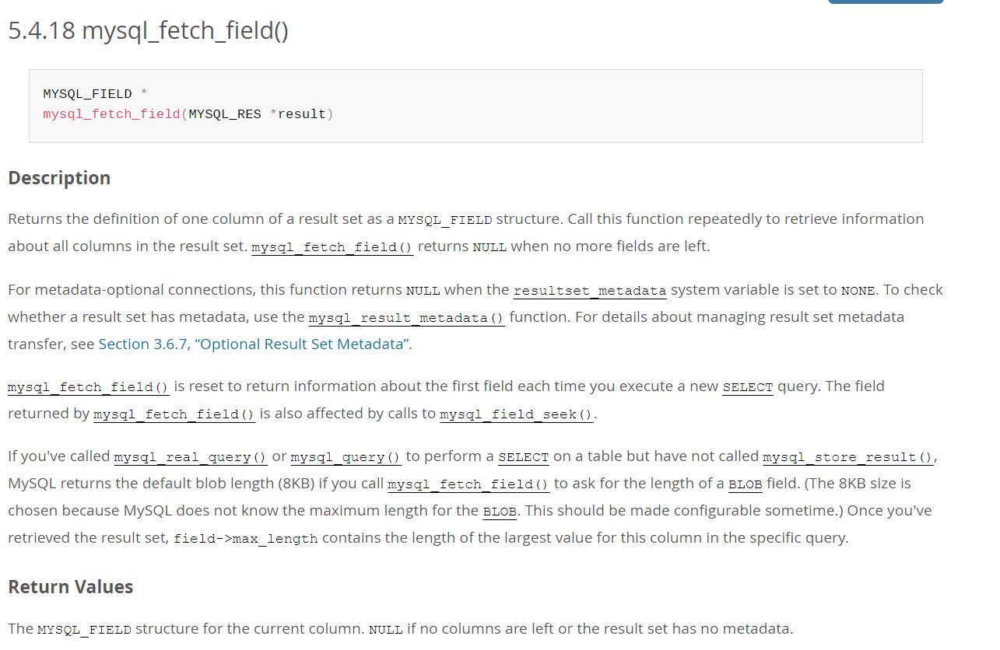 5.4.18 mysql_fetch_field()
MYSQL_FIELD *
mysql_fetch_field(MYSQL_RES *result)
Description
Returns the definition of one column of a result set as a MYSQL_FIELD structure. Call this function repeatedly to retrieve information
about all columns in the result set. mysql_fetch_field() returns NULL when no more fields are left.
For metadata-optional connections, this function returns NULL when the resultset_metadata system variable is set to NONE. To check
whether a result set has metadata, use the mysql_result_metadata() function. For details about managing result set metadata
transfer, see Section 3.6.7, “Optional Result Set Metadata”.
mysql_fetch_field() is reset to return information about the first field each time you execute a new SELECT query. The field
returned by mysql_fetch_field() is also affected by calls to mysql_field_seek().
If you've called mysql_real_query() or mysql_query() to perform a SELECT on a table but have not called mysql_store_result(),
MySQL returns the default blob length (8KB) if you call mysql_fetch_field() to ask for the length of a BLOB field. (The 8KB size is
chosen because MySQL does not know the maximum length for the BLOB. This should be made configurable sometime.) Once you've
retrieved the result set, field->max_length contains the length of the largest value for this column in the specific query.
Return Values
The MYSQL_FIELD structure for the current column. NULL if no columns are left or the result set has no metadata.